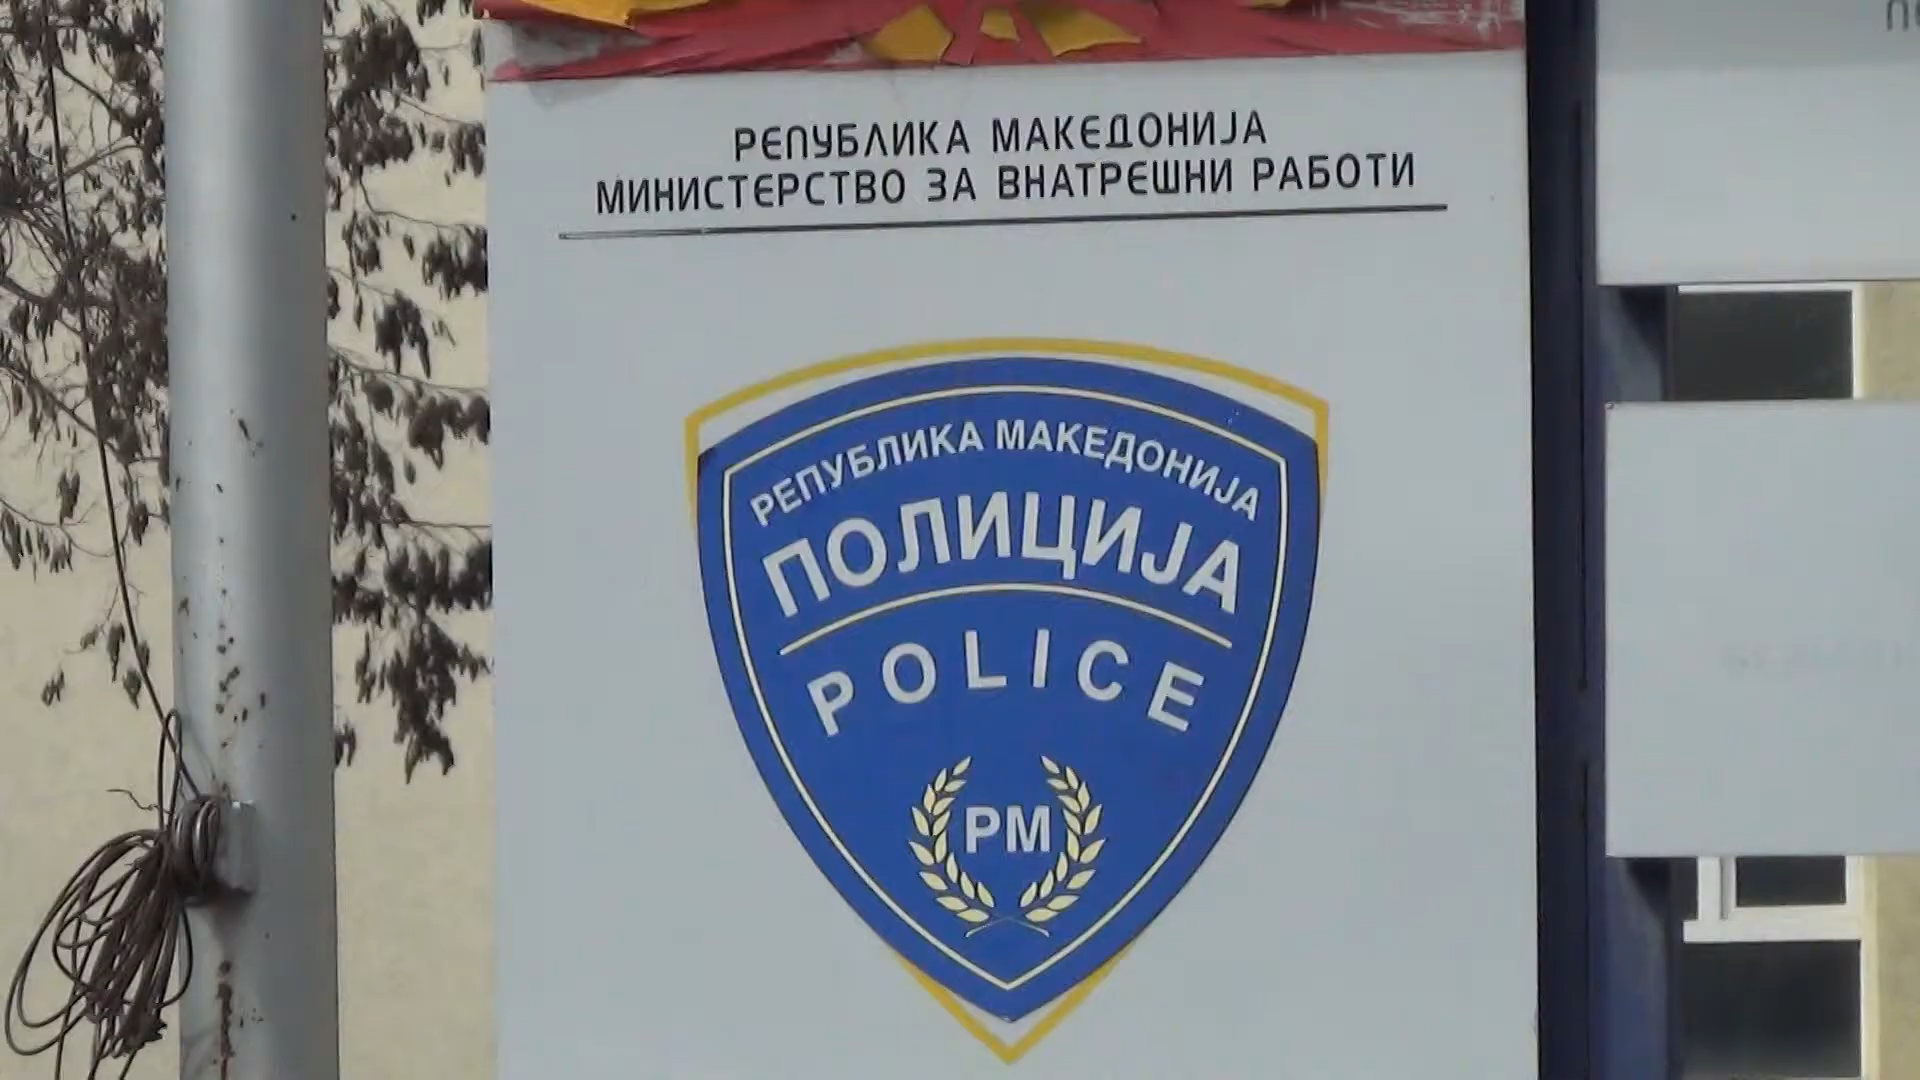 РЕПУБЛИКА МАКЕДОНИЈА
МИНИСТЕРСТВО ЗА ВНАТРЕШНИ РАБОТИ
РЕПУБЛИКА МАКЕДОНИЈА
ПОЛИЦИЈА
POLICE
РМ